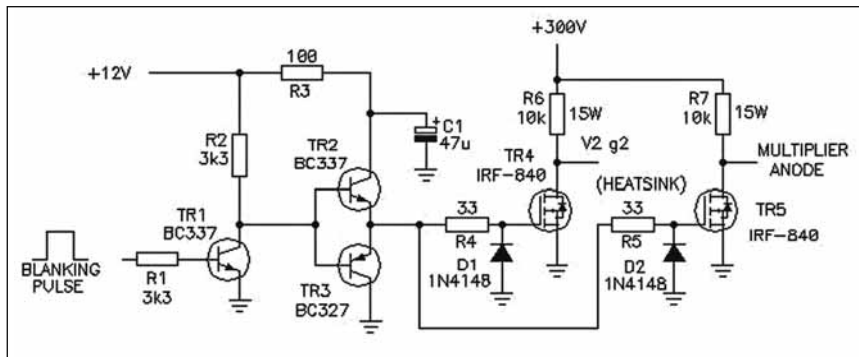 +300V
100
+12V
R3
R6
10k
15W
R7
10k
15W
R2
3k3
+
C1
47u
TR2
BC337
TR4
IRF-840
V2 g2
MULTIPLIER
ANODE
(HEATSINK)
TR1
BC337
33
R4
33
R5
TR5
IRF-840
BLANKING
PULSE
R1
3k3
TR3
BC327
D1
1N4148
D2
1N4148